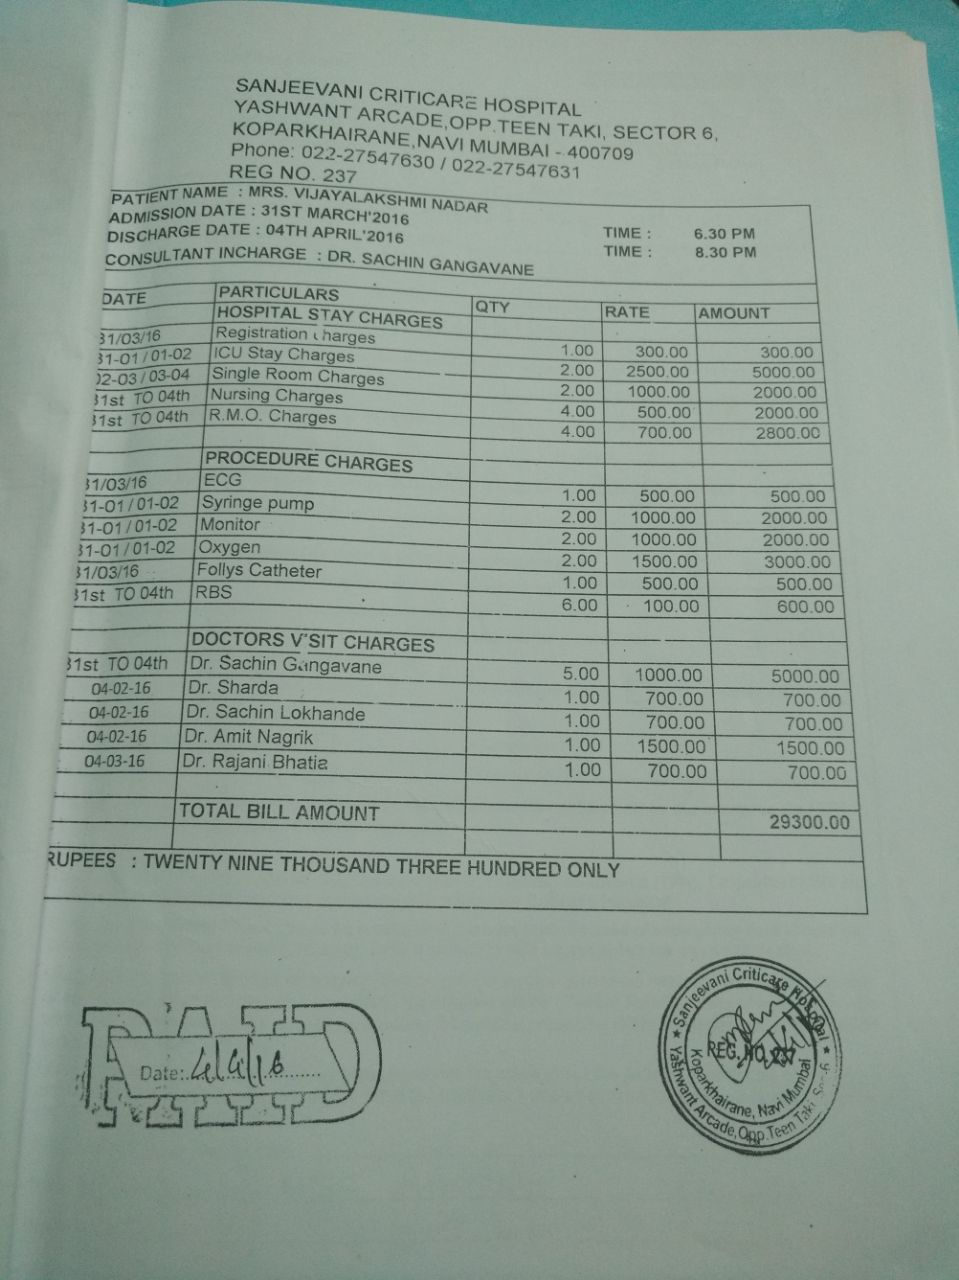 SANJEEVANI CRITICARE HOSPITAL
YASHWANT ARCADE,OPP.TEEN TAKI, SECTOR 6,
KOPARKHAIRANE,NAVI MUMBAI - 400709
Phone: 022-27547630 / 022-27547631
REG NO. 237
PATIENT NAME : MRS. VIJAYALAKSHMI NADAR
ADMISSION DATE : 31ST MARCH'2016 TIME : 6.30 PM
DISCHARGE DATE : 04TH APRIL'2016 TIME : 8.30 PM
CONSULTANT INCHARGE : DR. SACHIN GANGAVANE
DATE PARTICULARS QTY RATE AMOUNT
HOSPITAL STAY CHARGES
31/03/16 Registration charges 1.00 300.00 300.00
31-01/01-02 ICU Stay Charges 2.00 2500.00 5000.00
02-03/03-04 Single Room Charges 2.00 1000.00 2000.00
31st TO 04th Nursing Charges 4.00 500.00 2000.00
31st TO 04th R.M.O. Charges 4.00 700.00 2800.00
PROCEDURE CHARGES
31/03/16 ECG 1.00 500.00 500.00
31-01/01-02 Syringe pump 2.00 1000.00 2000.00
31-01/01-02 Monitor 2.00 1000.00 2000.00
31-01/01-02 Oxygen 2.00 1500.00 3000.00
31/03/16 Follys Catheter 1.00 500.00 500.00
31st TO 04th RBS 6.00 100.00 600.00
DOCTORS VISIT CHARGES
31st TO 04th Dr. Sachin Gangavane 5.00 1000.00 5000.00
04-02-16 Dr. Sharda 1.00 700.00 700.00
04-02-16 Dr. Sachin Lokhande 1.00 700.00 700.00
04-02-16 Dr. Amit Nagrik 1.00 1500.00 1500.00
04-03-16 Dr. Rajani Bhatia 1.00 700.00 700.00
TOTAL BILL AMOUNT 29300.00
RUPEES : TWENTY NINE THOUSAND THREE HUNDRED ONLY
PAID
Date: 4/4/16
Sanjeevani Criticare Hospital
REG. NO. 237
Koparkhairane, Navi Mumbai
Yashwant Arcade, Opp.Teen Taki,